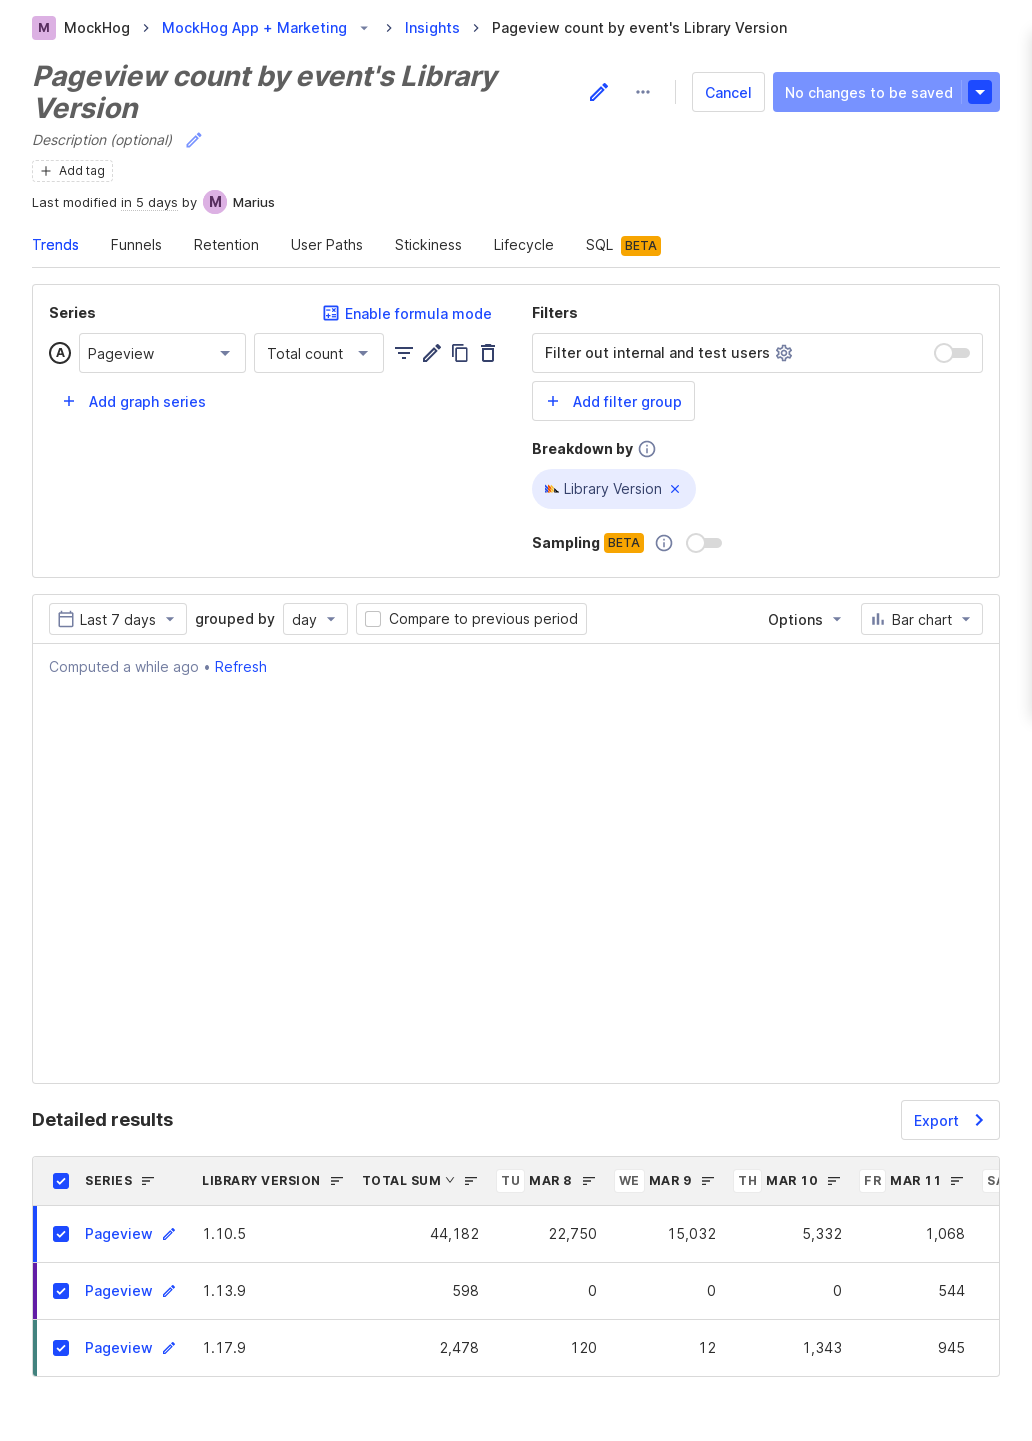 M MockHog > MockHog App + Marketing > Insights > Pageview count by event's Library Version
Pageview count by event's Library
Version
Cancel
No changes to be saved
Description (optional)
Add tag
Last modified in 5 days by M Marius
Trends Funnels Retention User Paths Stickiness Lifecycle SQL BETA
Series
Enable formula mode
A Pageview Total count
Add graph series
Filters
Filter out internal and test users
Add filter group
Breakdown by
Library Version
Sampling BETA
Last 7 days grouped by day Compare to previous period Options Bar chart
Computed a while ago • Refresh
Detailed results
Export
SERIES LIBRARY VERSION TOTAL SUM TU MAR 8 WE MAR 9 TH MAR 10 FR MAR 11
Pageview 1.10.5 44,182 22,750 15,032 5,332 1,068
Pageview 1.13.9 598 0 0 0 544
Pageview 1.17.9 2,478 120 12 1,343 945